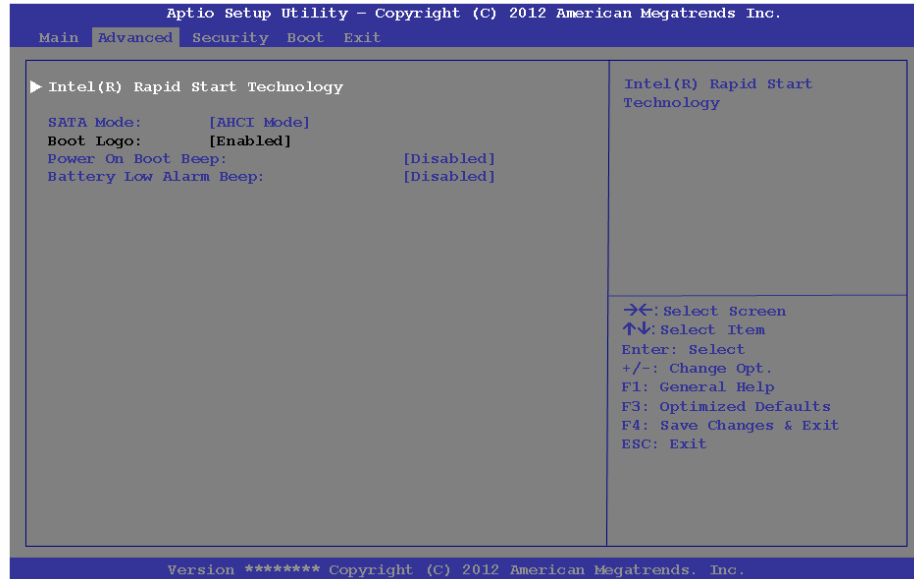 Aptio Setup Utility – Copyright (C) 2012 American Megatrends Inc.
Main Advanced Security Boot Exit
▶ Intel(R) Rapid Start Technology
SATA Mode: [AHCI Mode]
Boot Logo: [Enabled]
Power On Boot Beep: [Disabled]
Battery Low Alarm Beep: [Disabled]
Intel(R) Rapid Start
Technology
→←: Select Screen
↑↓: Select Item
Enter: Select
+/-: Change Opt.
F1: General Help
F3: Optimized Defaults
F4: Save Changes & Exit
ESC: Exit
Version ******** Copyright (C) 2012 American Megatrends. Inc.